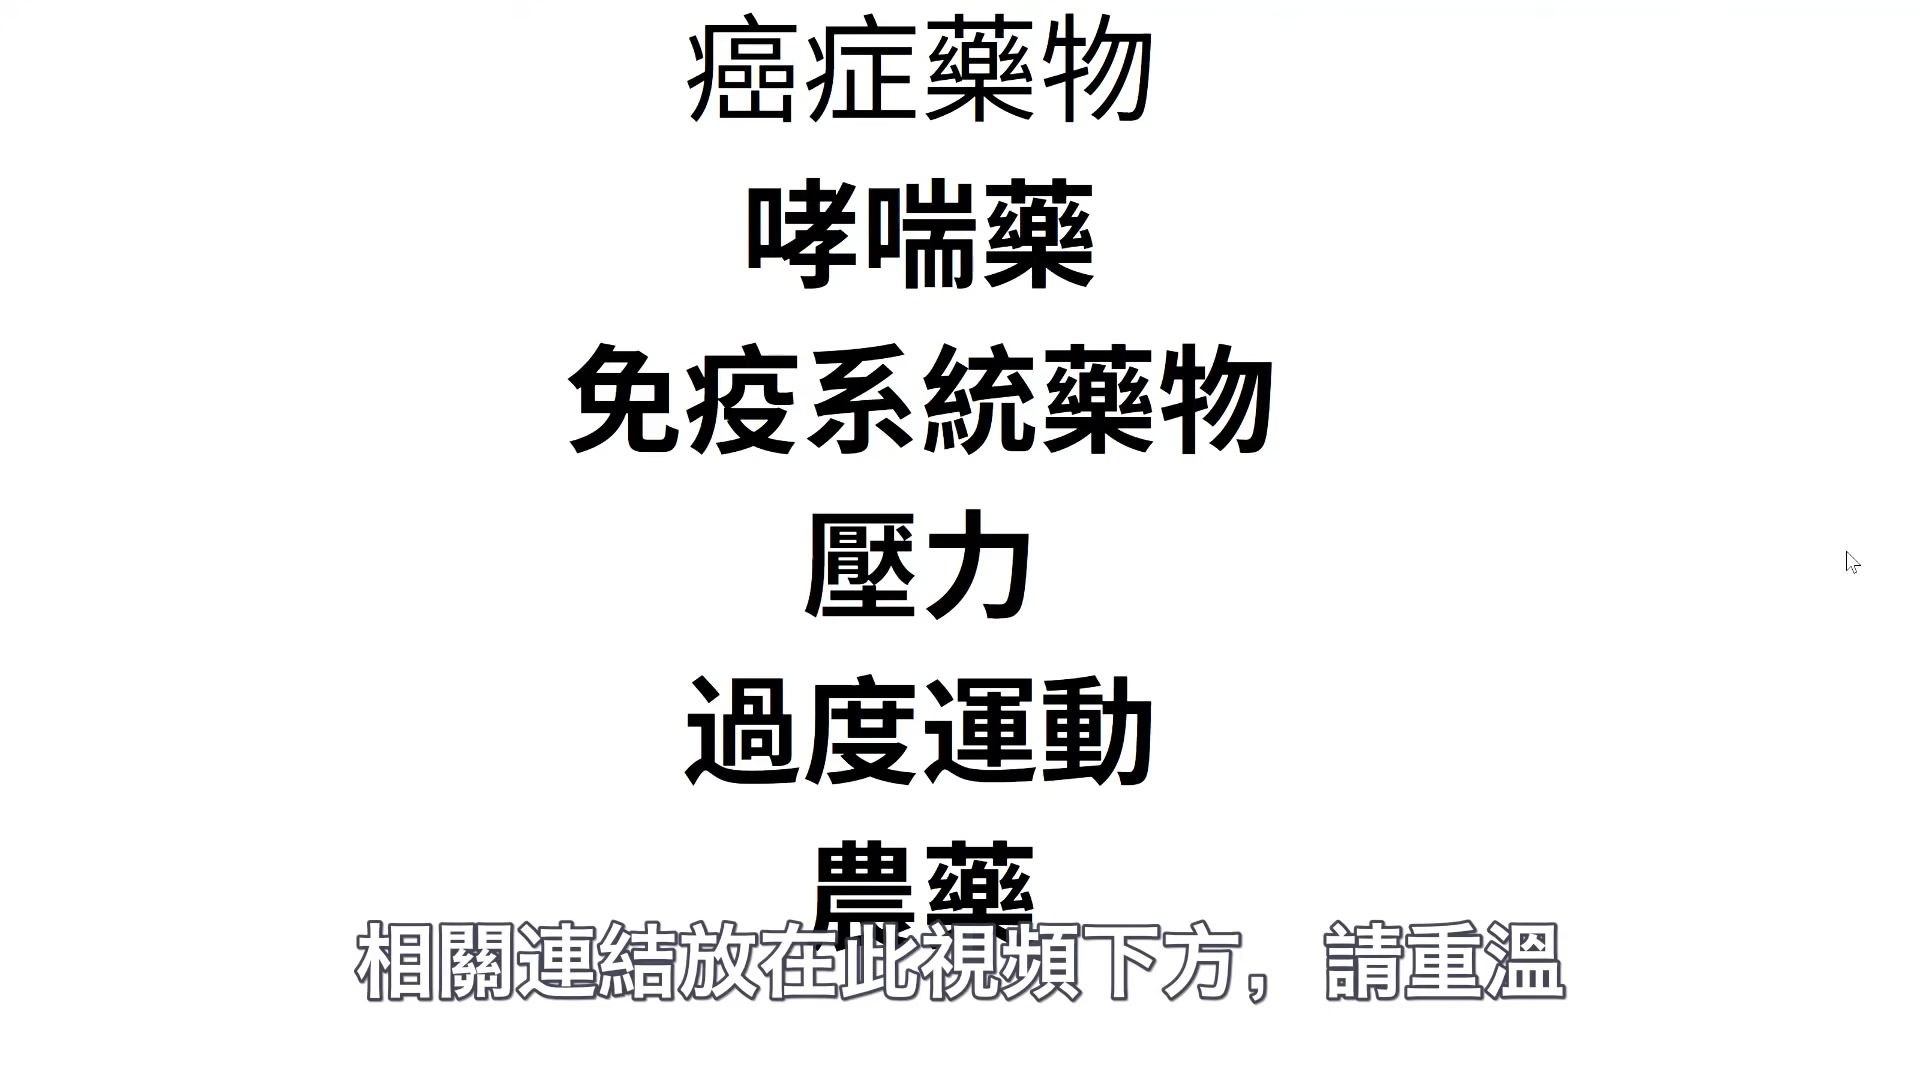 癌症藥物
哮喘藥
免疫系統藥物
壓力
過度運動
農藥
相關連結放在此視頻下方，請重溫